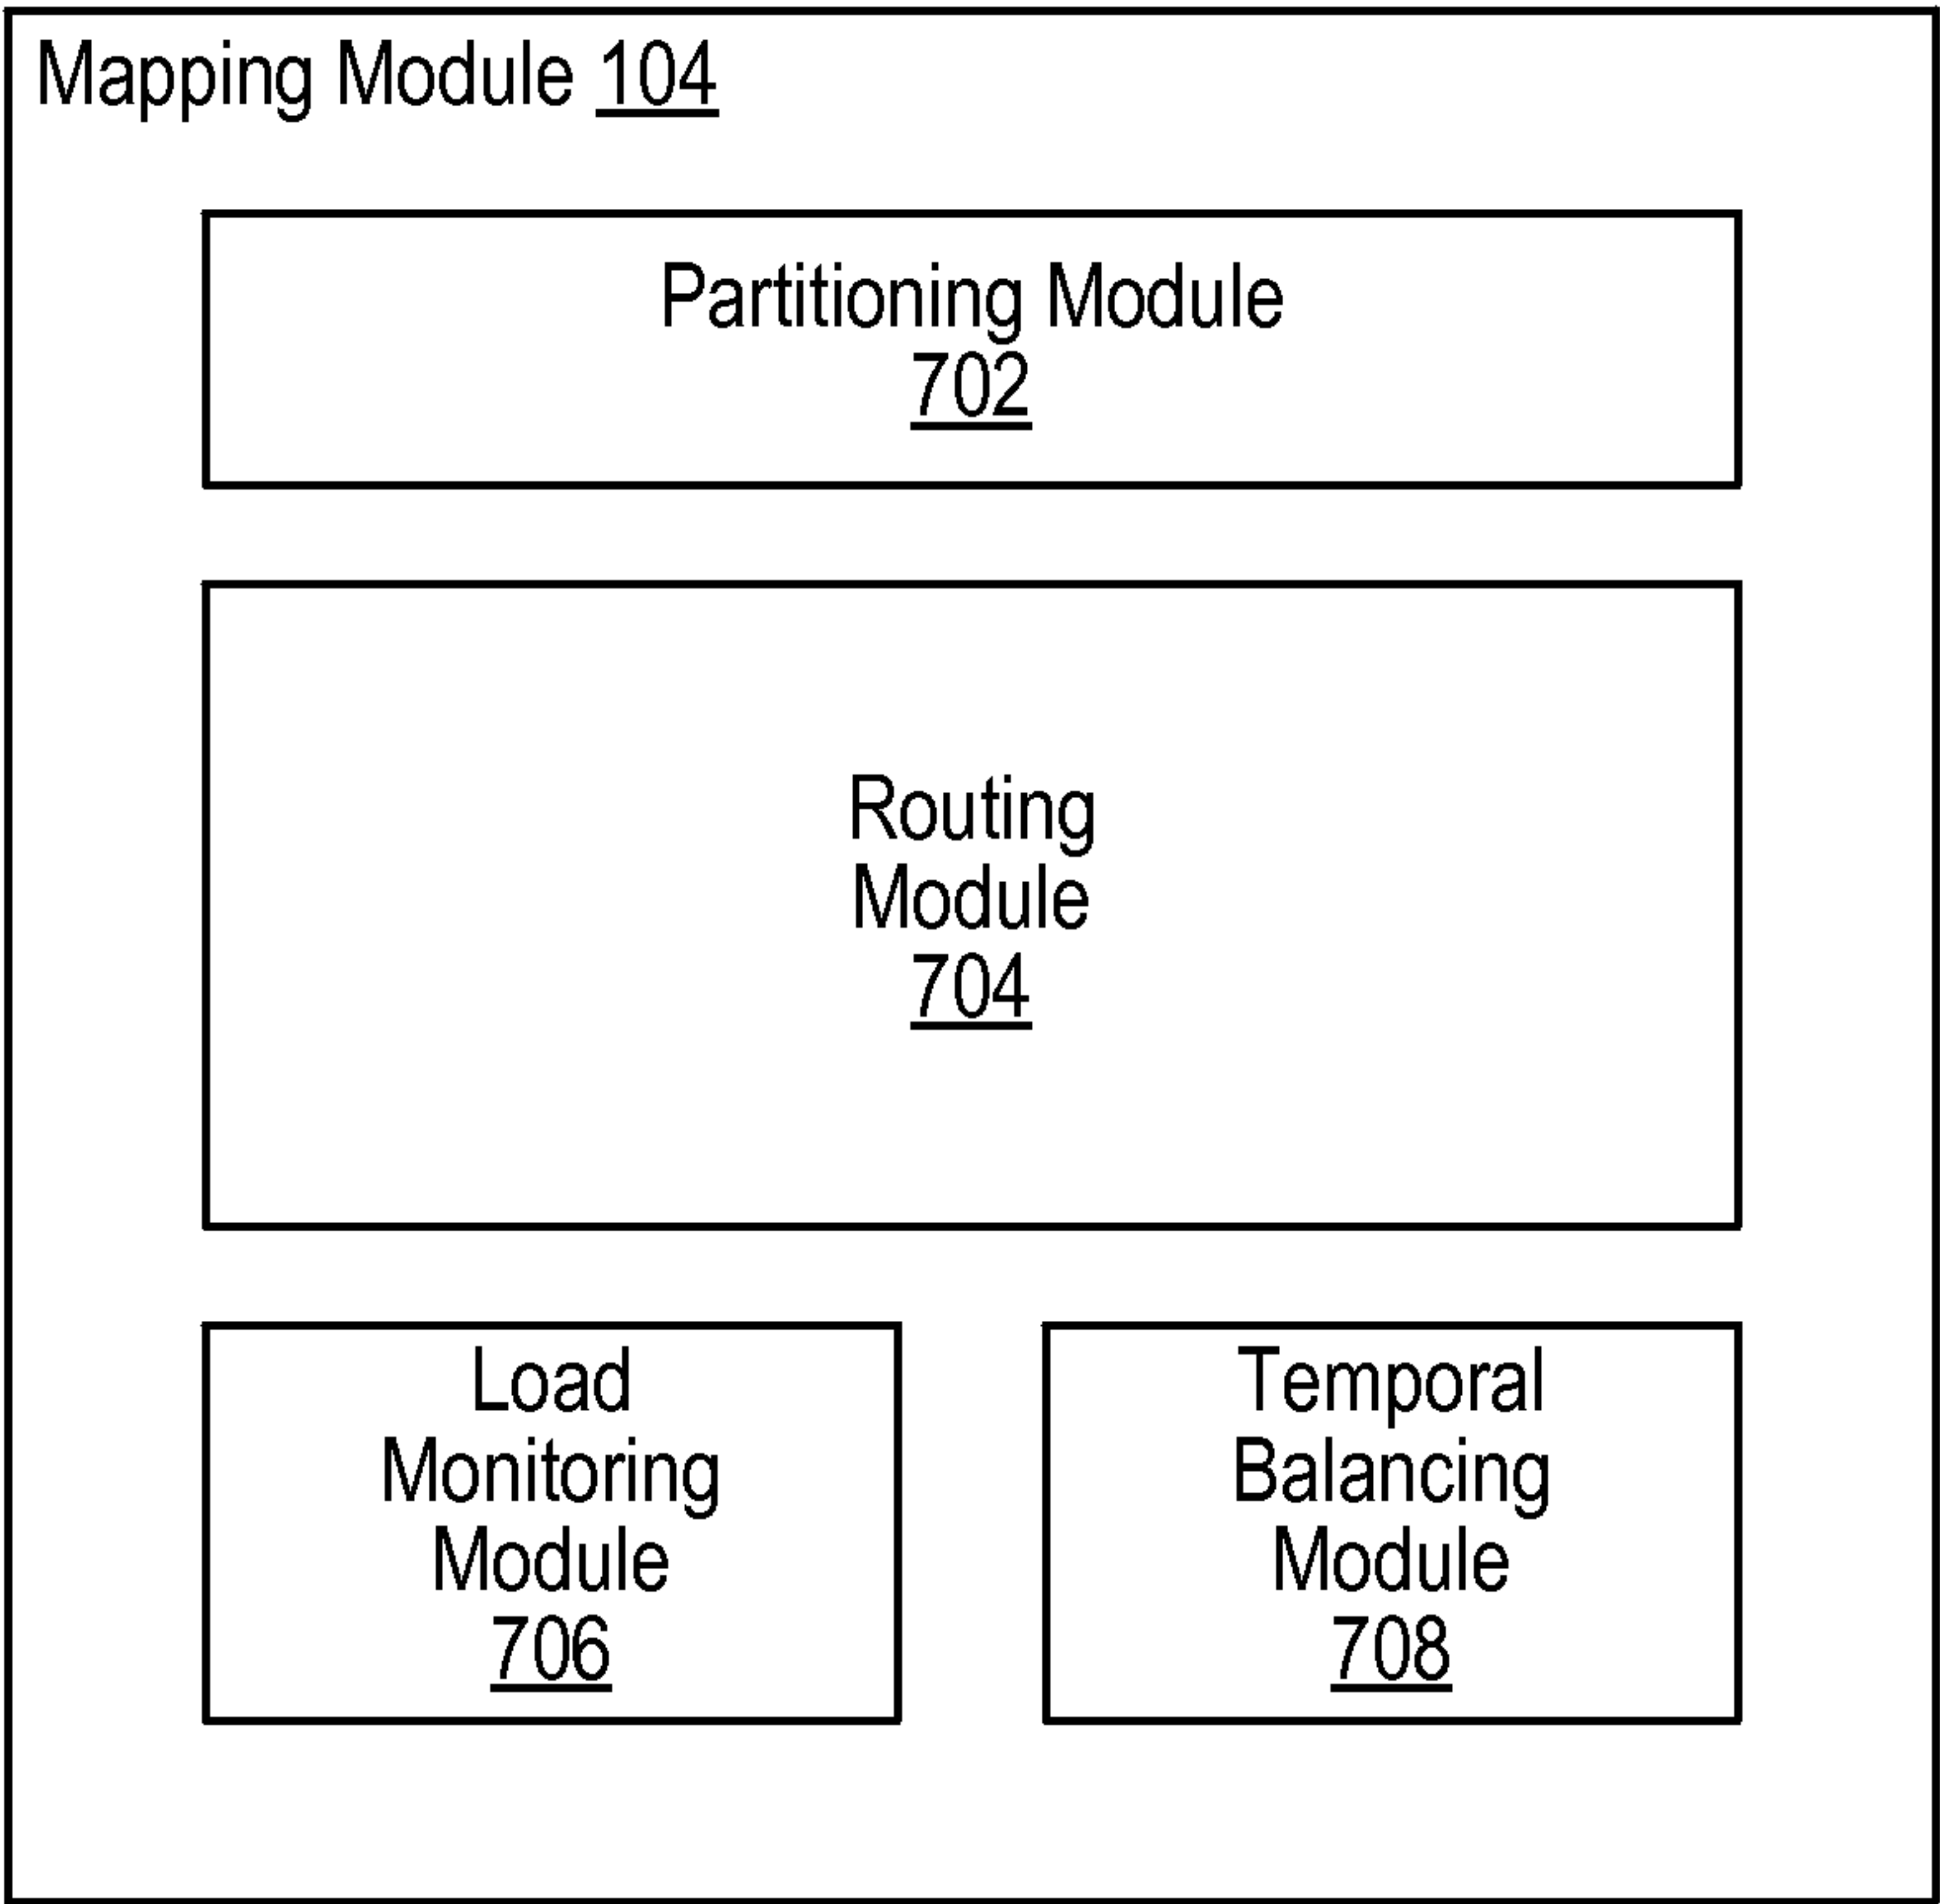 Mapping Module 104
Partitioning Module
702
Routing
Module
704
Load
Monitoring
Module
706
Temporal
Balancing
Module
708